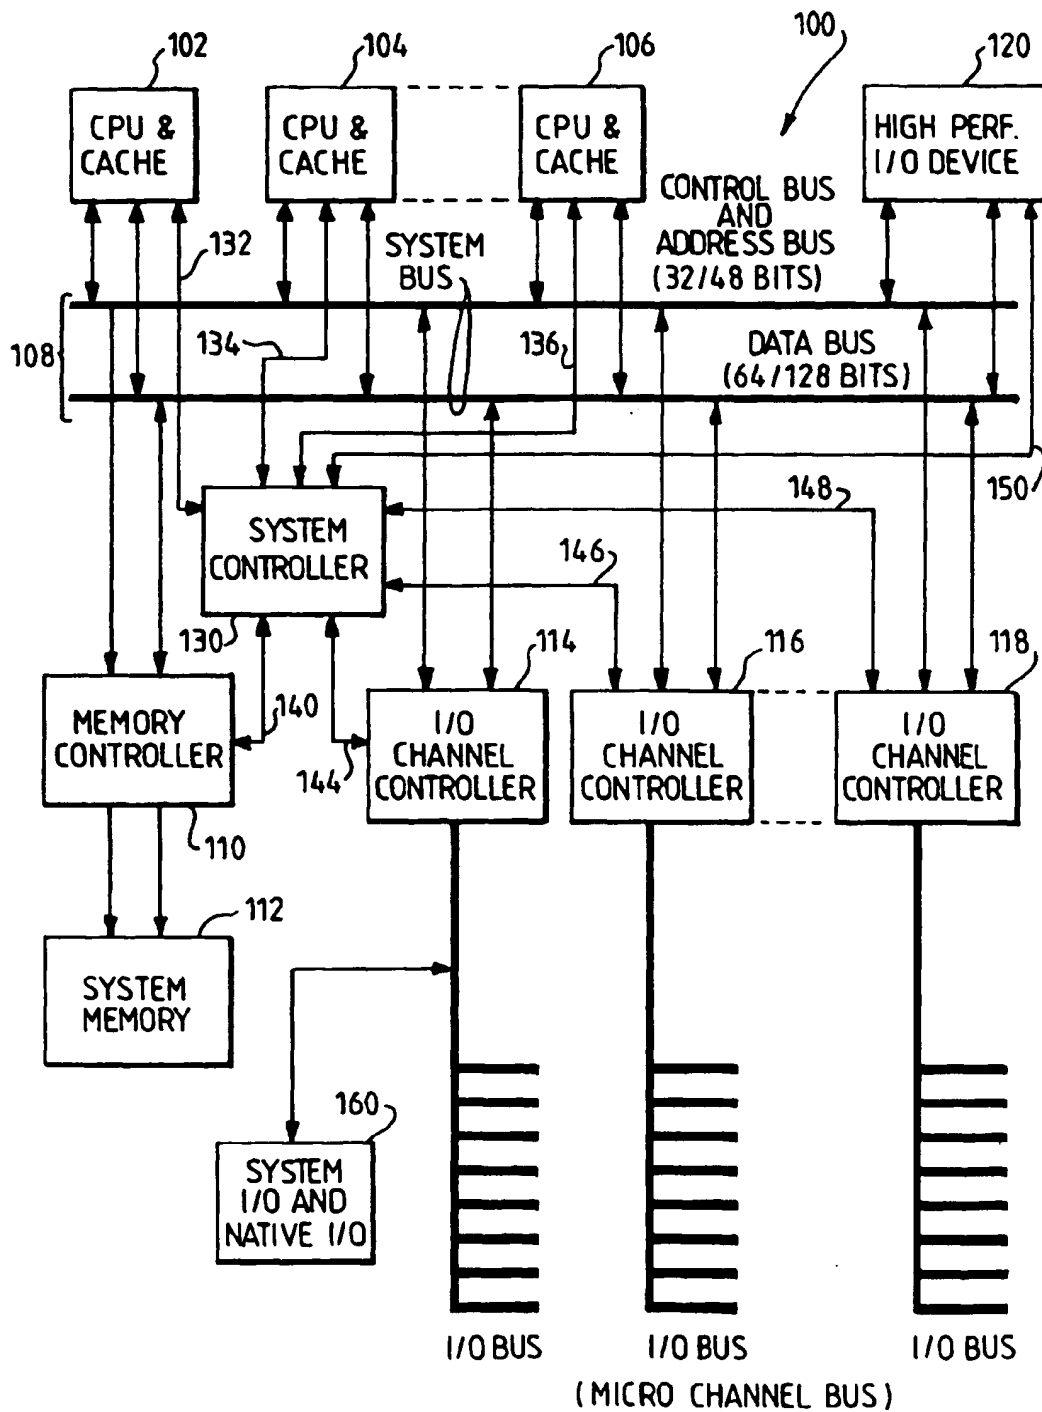 102
104
106
100
120
CPU &
CACHE
CPU &
CACHE
CPU &
CACHE
HIGH PERF.
I/O DEVICE
CONTROL BUS
AND
ADDRESS BUS
(32/48 BITS)
132
SYSTEM
BUS
108
134
136
DATA BUS
(64/128 BITS)
150
148
SYSTEM
CONTROLLER
146
130
114
116
118
MEMORY
CONTROLLER
140
144
I/O
CHANNEL
CONTROLLER
I/O
CHANNEL
CONTROLLER
I/O
CHANNEL
CONTROLLER
110
112
SYSTEM
MEMORY
160
SYSTEM
I/O AND
NATIVE I/O
I/O BUS
I/O BUS
I/O BUS
(MICRO CHANNEL BUS)